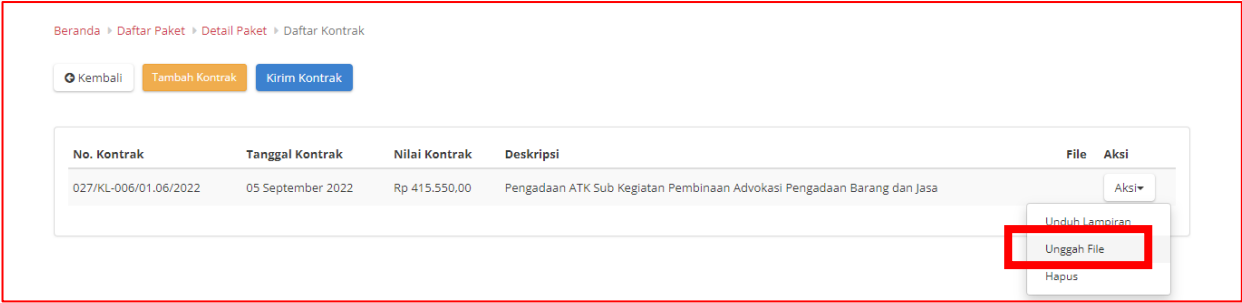 Beranda Daftar Paket Detail Paket Daftar Kontrak
Kembali Tambah Kontrak Kirim Kontrak
No. Kontrak Tanggal Kontrak Nilai Kontrak Deskripsi File Aksi
027/KL-006/01.06/2022 05 September 2022 Rp 415.550,00 Pengadaan ATK Sub Kegiatan Pembinaan Advokasi Pengadaan Barang dan Jasa Aksi
Unduh Lampiran
Unggah File
Hapus